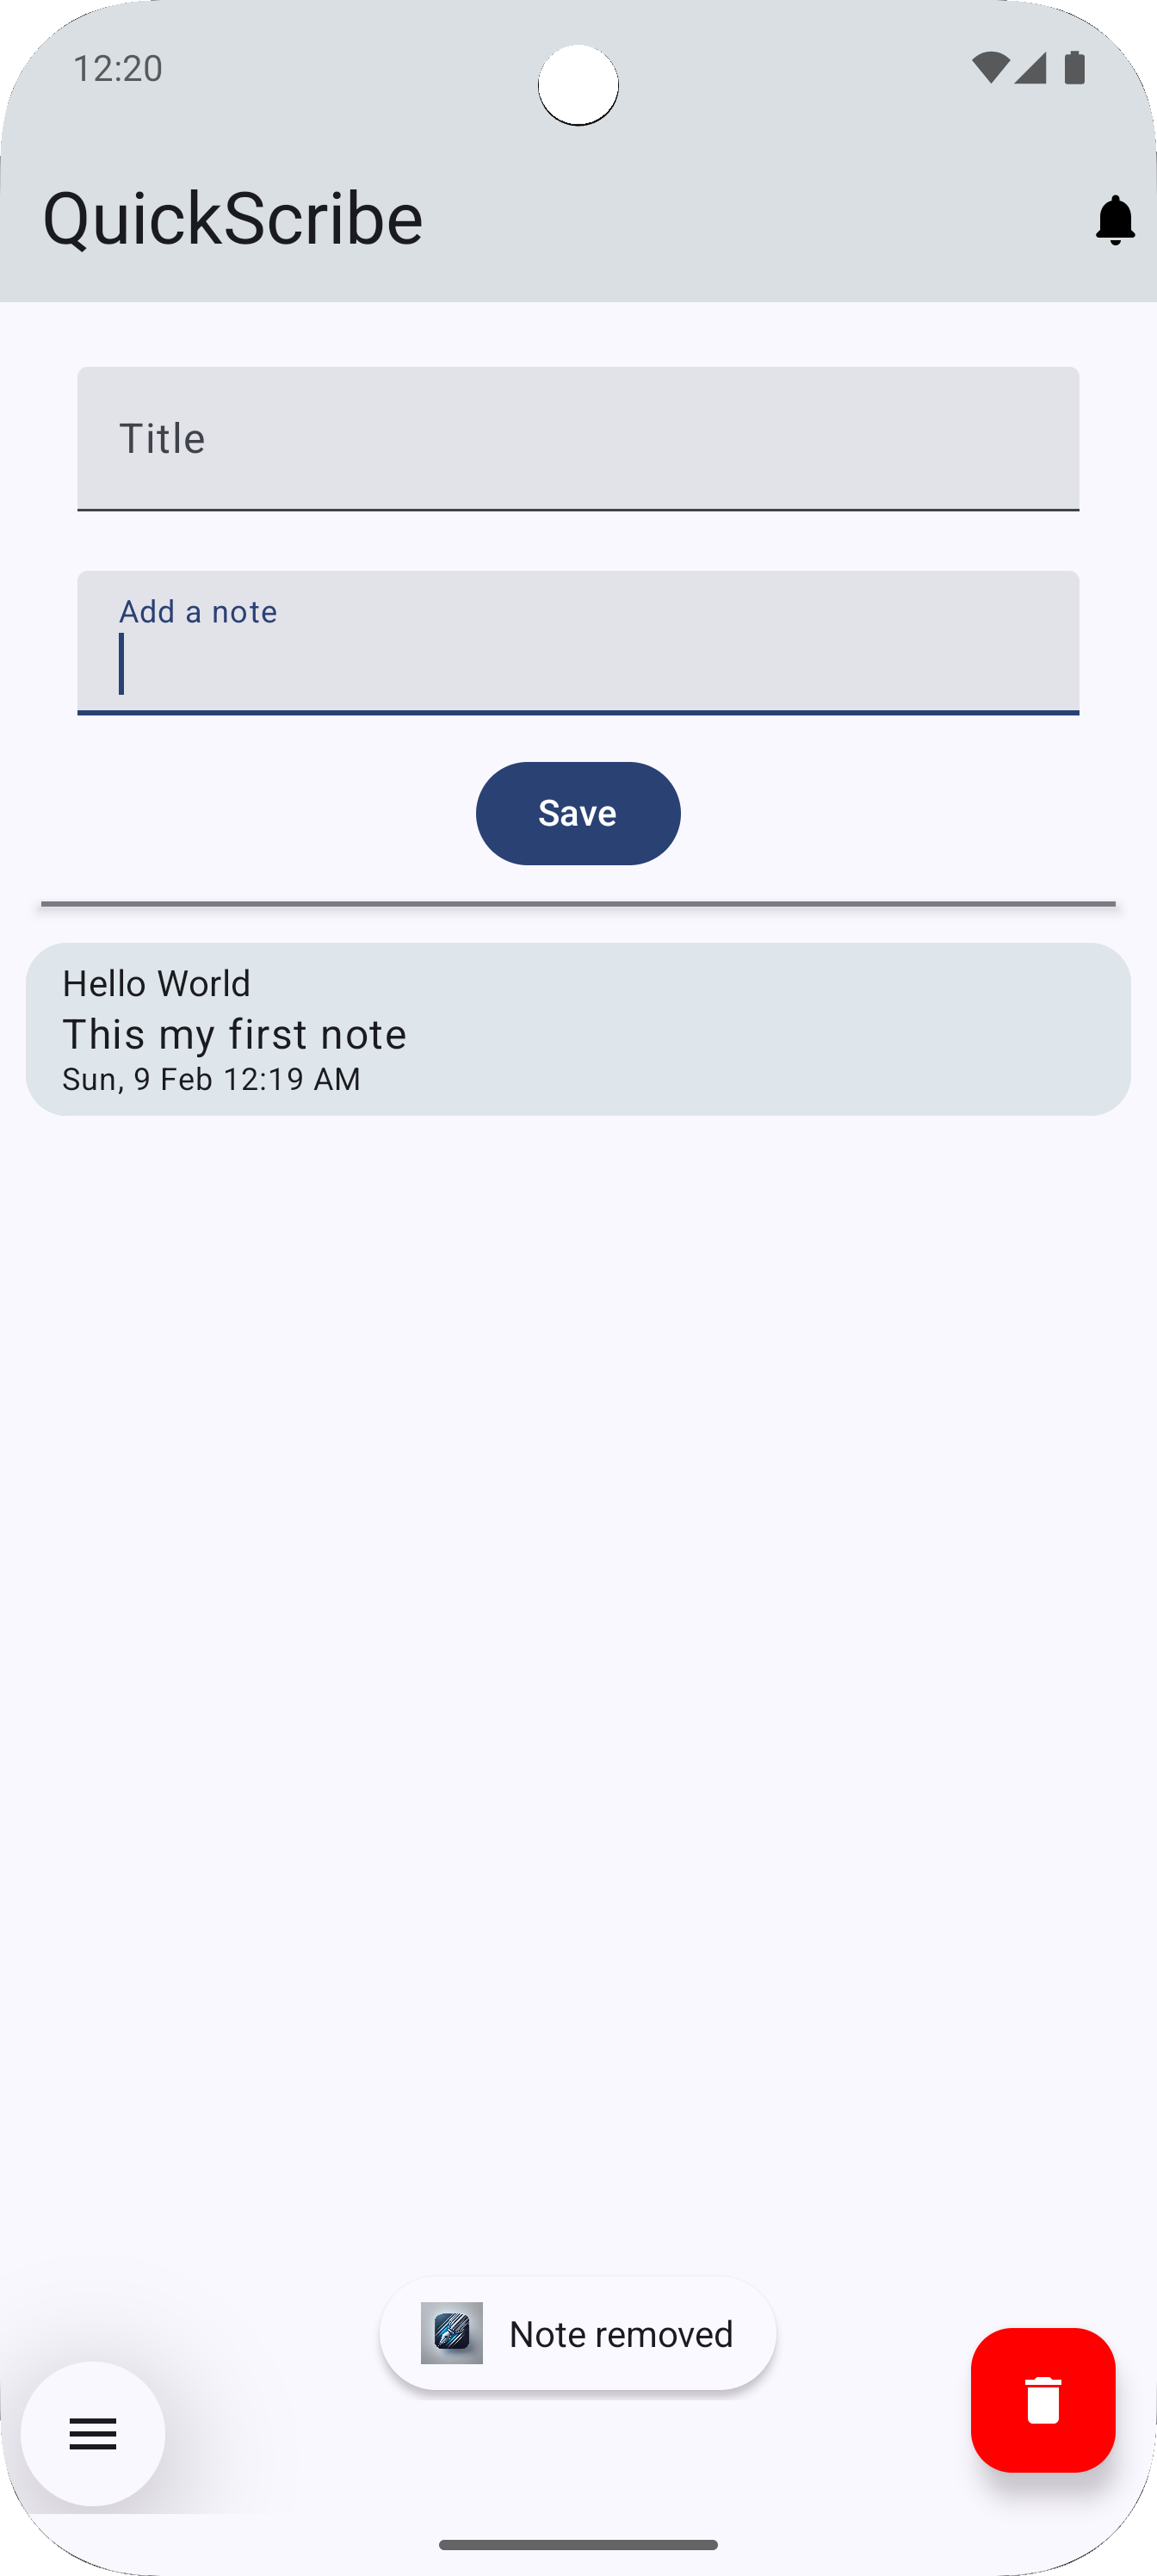 12:20
QuickScribe
Title
Add a note
Save
Hello World
This my first note
Sun, 9 Feb 12:19 AM
Note removed